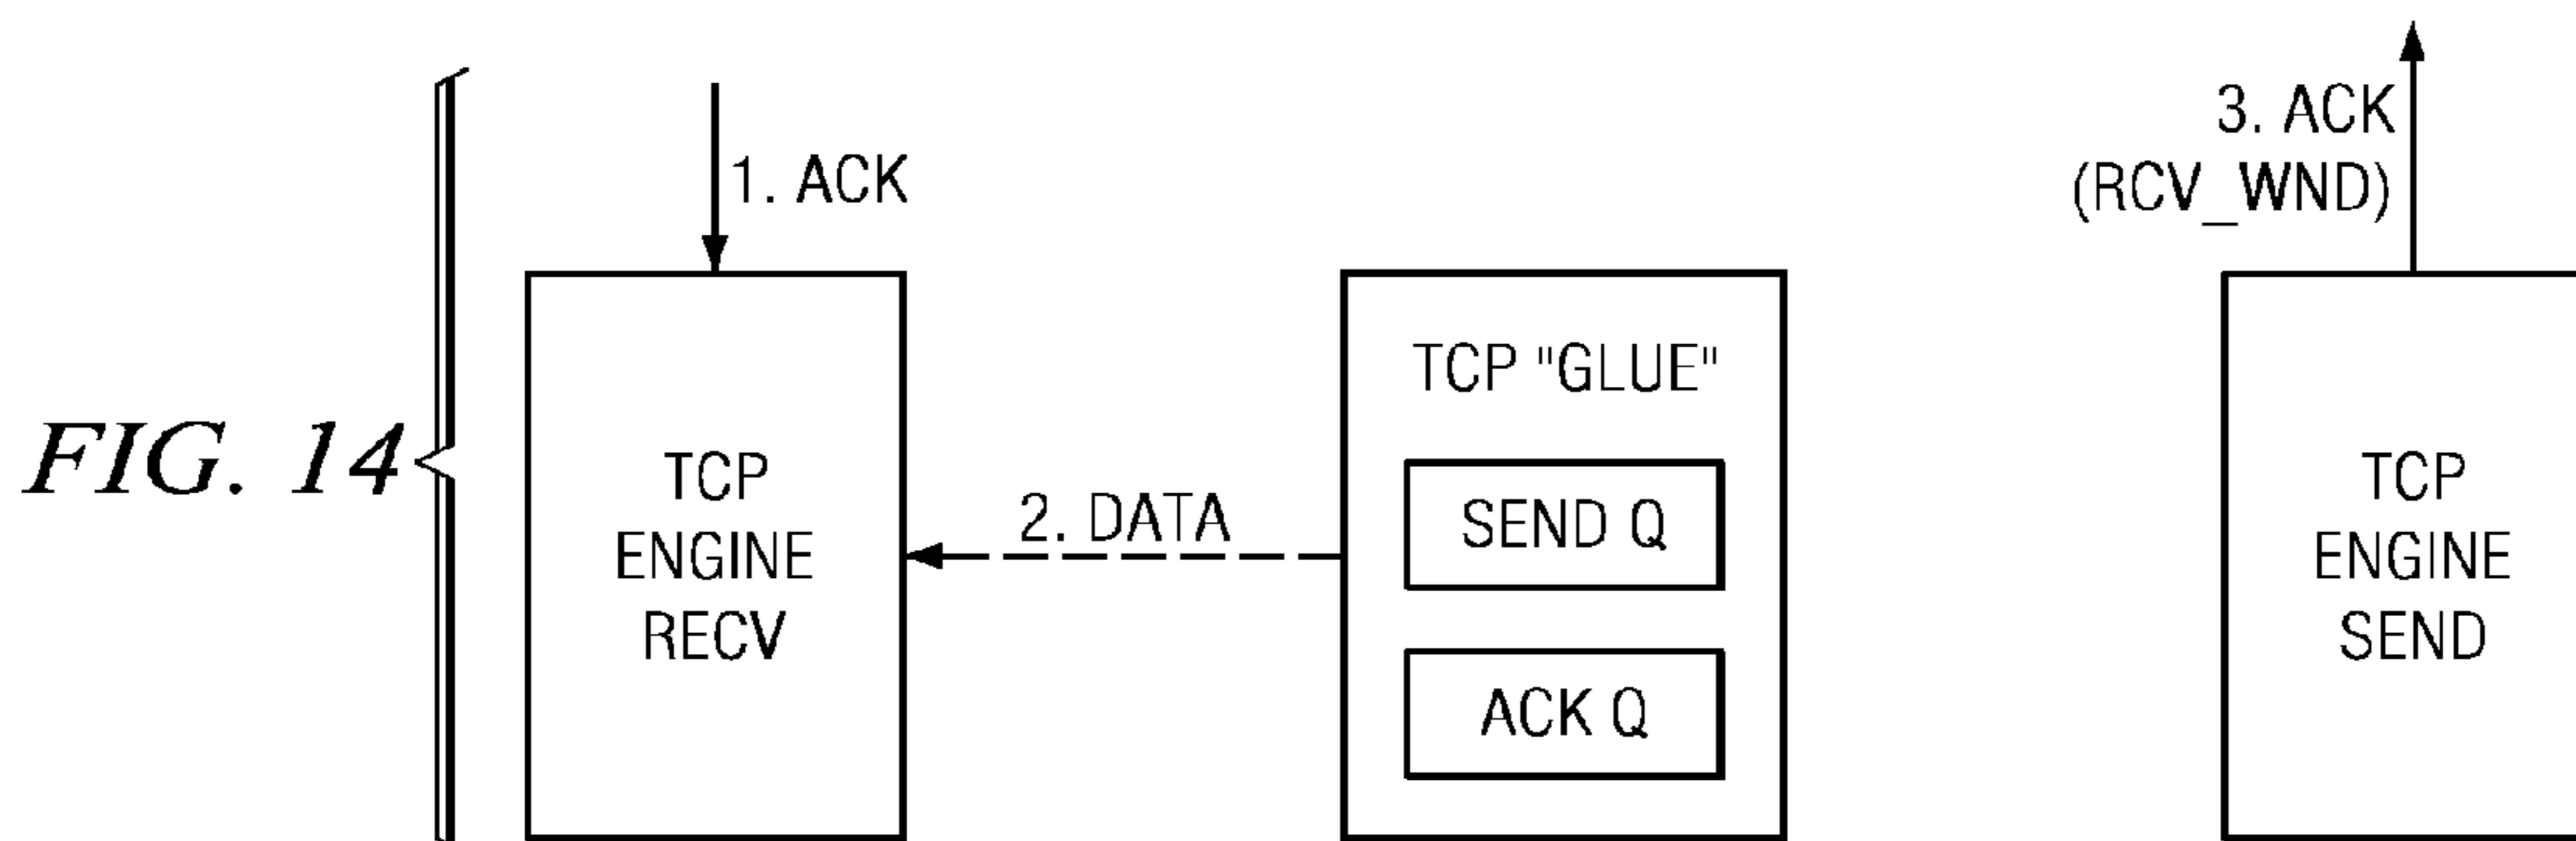 FIG. 14
1. ACK
TCP
ENGINE
RECV
2. DATA
TCP "GLUE"
SEND Q
ACK Q
3. ACK
(RCV_WND)
TCP
ENGINE
SEND